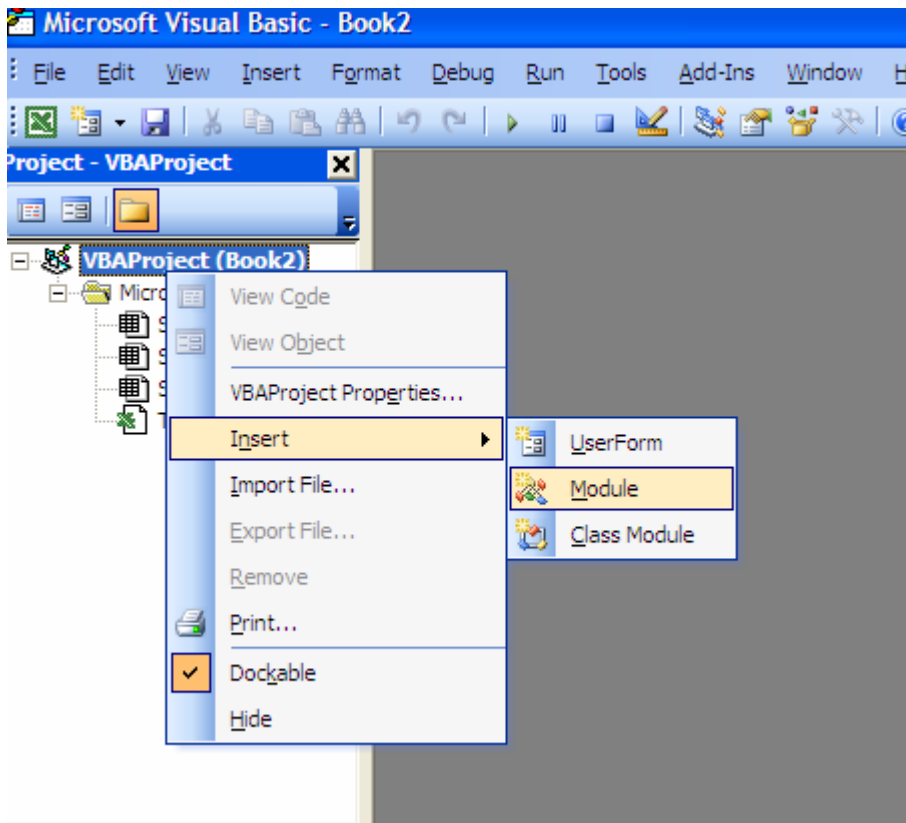 Microsoft Visual Basic - Book2
File Edit View Insert Format Debug Run Tools Add-Ins Window H
Project - VBAProject
VBAProject (Book2)
Micro
S
S
S
T
View Code
View Object
VBAProject Properties...
Insert
Import File...
Export File...
Remove
Print...
Dockable
Hide
UserForm
Module
Class Module